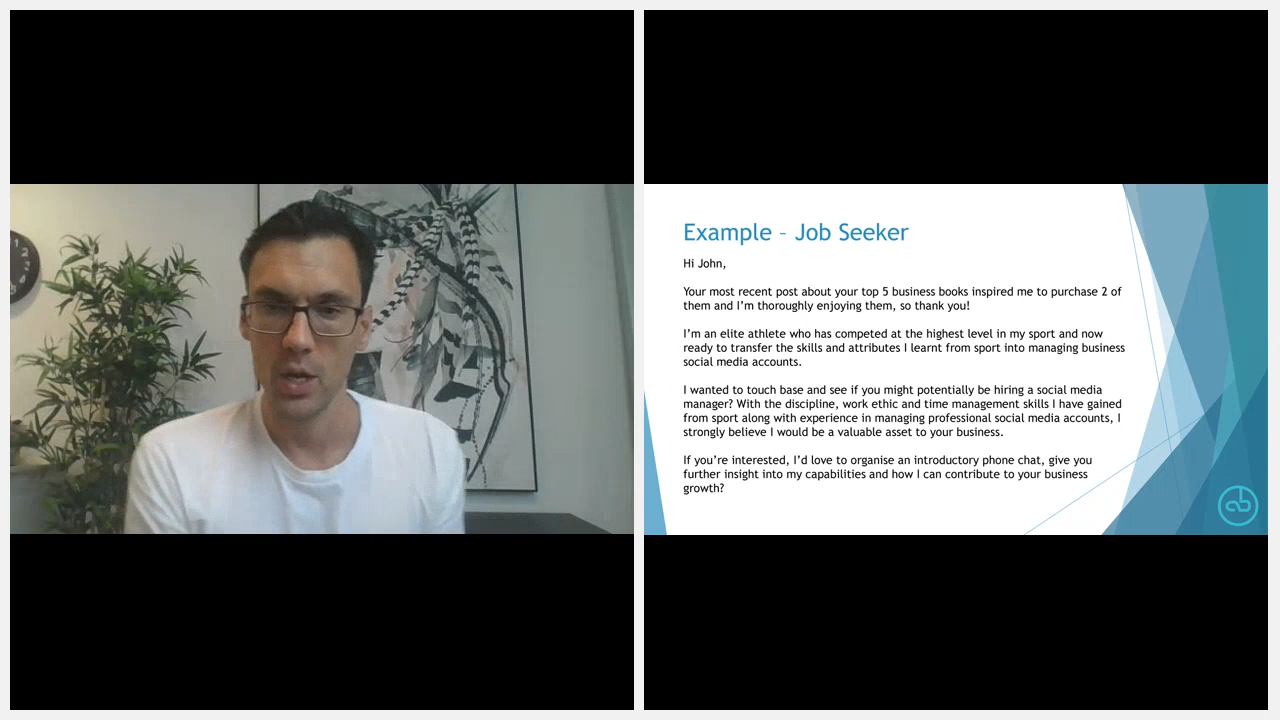 Example – Job Seeker
Hi John,
Your most recent post about your top 5 business books inspired me to purchase 2 of
them and I’m thoroughly enjoying them, so thank you!
I’m an elite athlete who has competed at the highest level in my sport and now
ready to transfer the skills and attributes I learnt from sport into managing business
social media accounts.
I wanted to touch base and see if you might potentially be hiring a social media
manager? With the discipline, work ethic and time management skills I have gained
from sport along with experience in managing professional social media accounts, I
strongly believe I would be a valuable asset to your business.
If you’re interested, I’d love to organise an introductory phone chat, give you
further insight into my capabilities and how I can contribute to your business
growth?